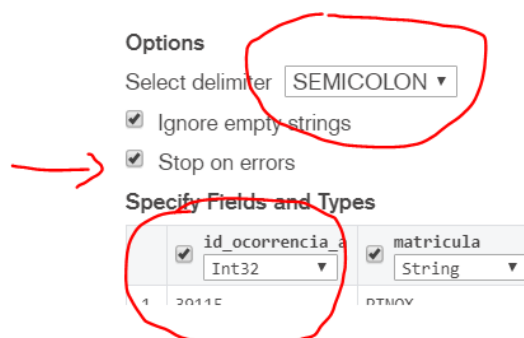 Options
Select delimiter SEMICOLON
Ignore empty strings
Stop on errors
Specify Fields and Types
id_ocorrencia_a matricula
Int32 String
1 39115 PTNOX